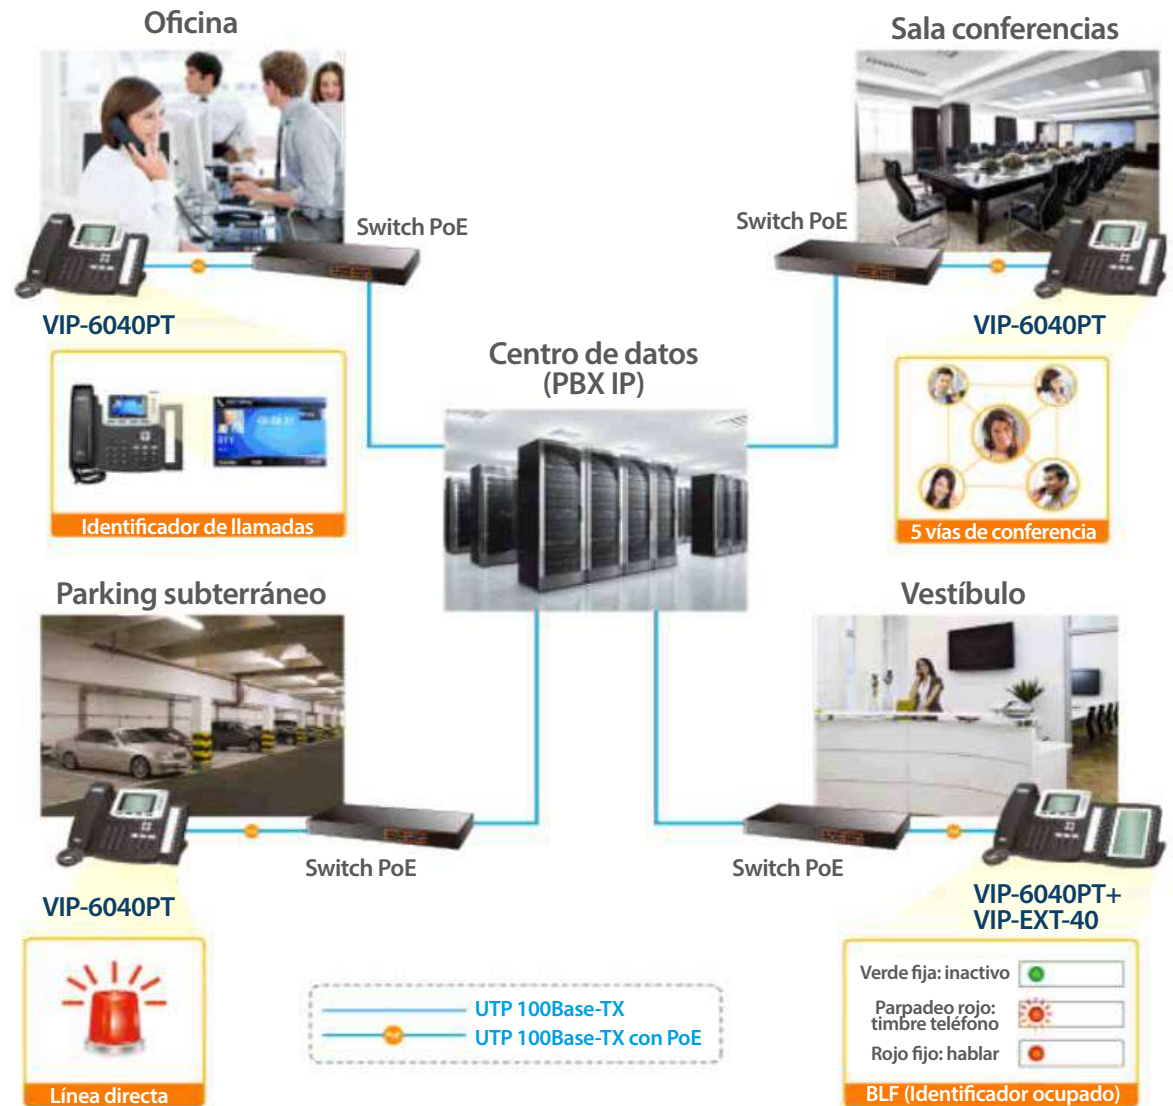 Oficina
Sala conferencias
Switch PoE
Switch PoE
VIP-6040PT
VIP-6040PT
Centro de datos
(PBX IP)
Identificador de llamadas
5 vías de conferencia
Parking subterráneo
Vestíbulo
Switch PoE
Switch PoE
VIP-6040PT
VIP-6040PT+
VIP-EXT-40
Verde fija: inactivo
Parpadeo rojo:
timbre teléfono
Rojo fijo: hablar
UTP 100Base-TX
UTP 100Base-TX con PoE
Línea directa
BLF (Identificador ocupado)